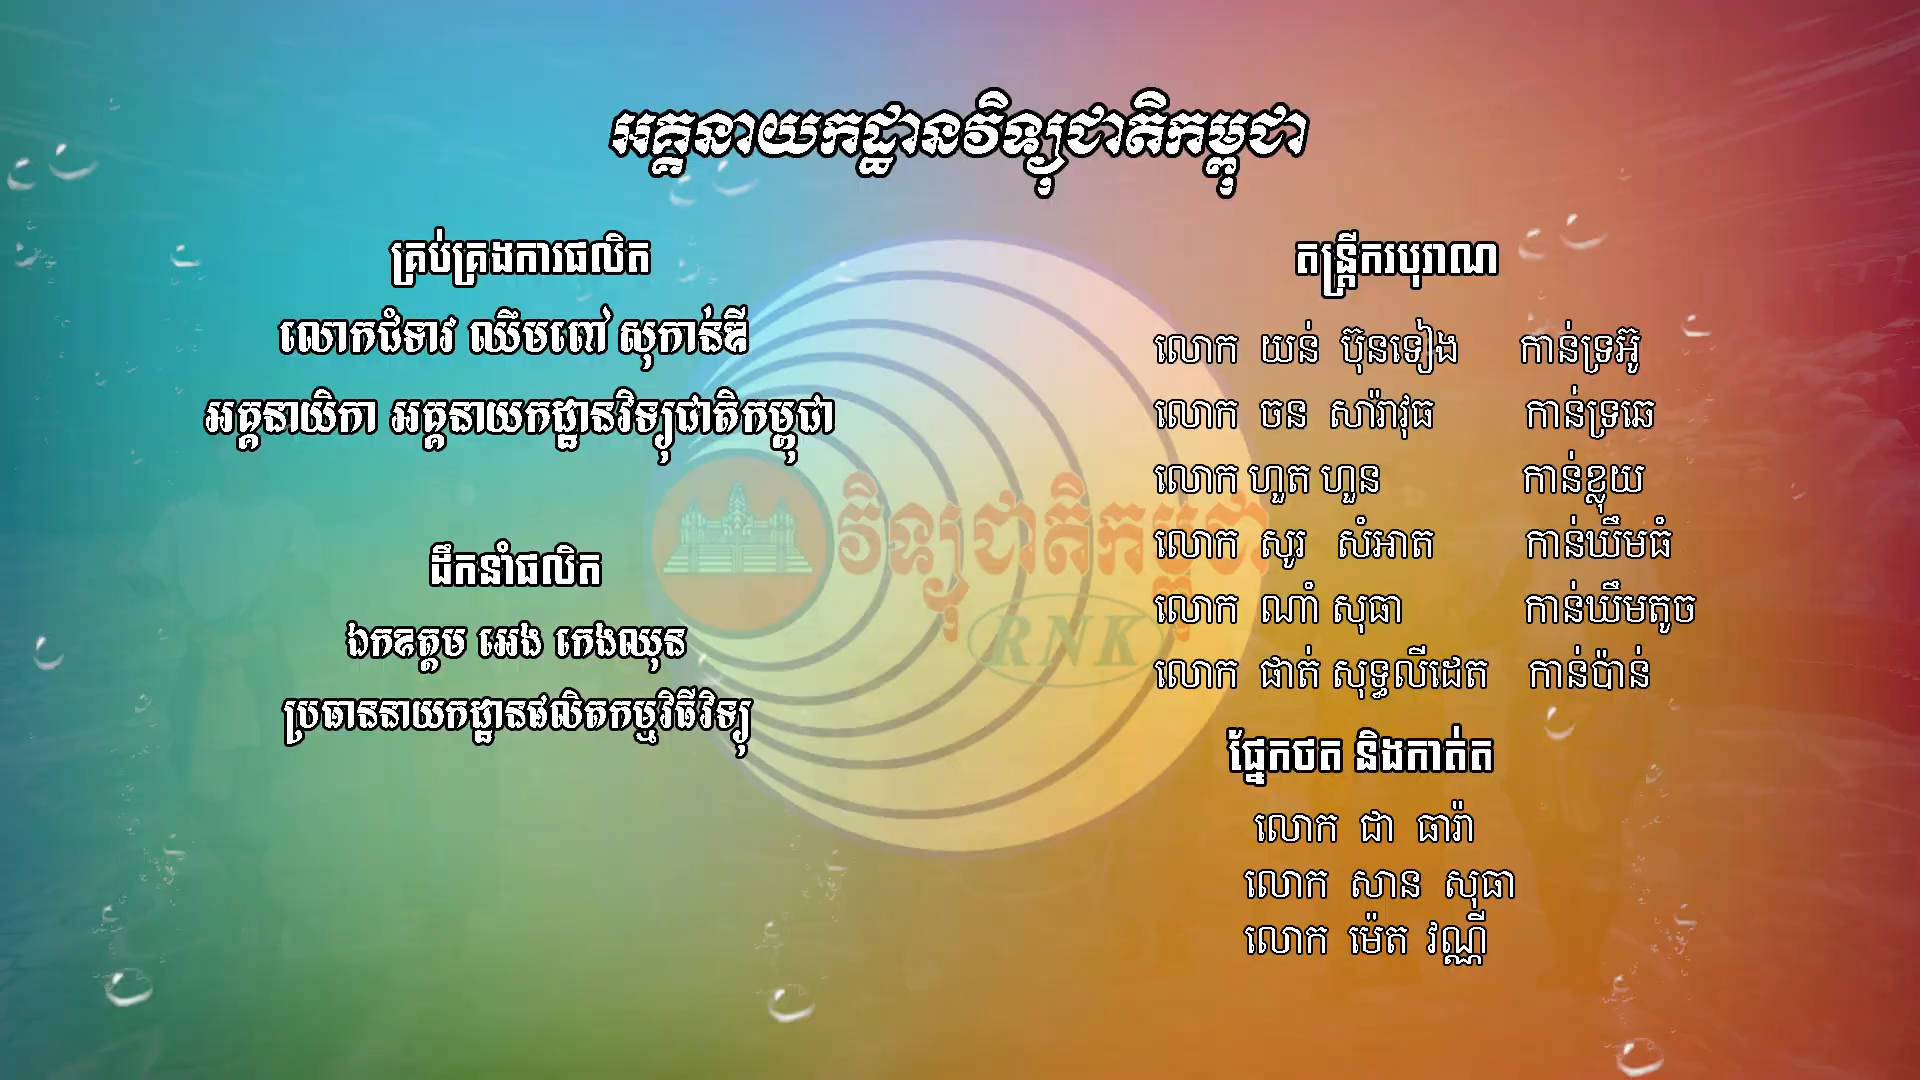 អគ្គនាយកដ្ឋានវិទ្យុជាតិកម្ពុជា
គ្រប់គ្រងការផលិត
លោកជំទាវ ឈឹមពៅ សុកាន់ឌី
អគ្គនាយិកា អគ្គនាយកដ្ឋានវិទ្យុជាតិកម្ពុជា
ដឹកនាំផលិត
ឯកឧត្តម អេង កេងឈុន
ប្រធាននាយកដ្ឋានផលិតកម្មវិធីវិទ្យុ
តន្ត្រីករបុរាណ
លោក យន់ ប៊ុនទៀង កាន់ទ្រអ៊ូ
លោក ចន សារ៉ាវុធ កាន់ទ្រឆេ
លោក ហួត ហួន កាន់ខ្លុយ
លោក សូរ សំអាត កាន់ឃឹមធំ
លោក ណាំ សុធា កាន់ឃឹមតូច
លោក ផាត់ សុទ្ធលីដេត កាន់ប៉ាន់
ផ្នែកថត និងកាត់ត
លោក ជា ធារ៉ា
លោក សាន សុធា
លោក ម៉េត វណ្ណី
វិទ្យុជាតិកម្ពុជា
RNK